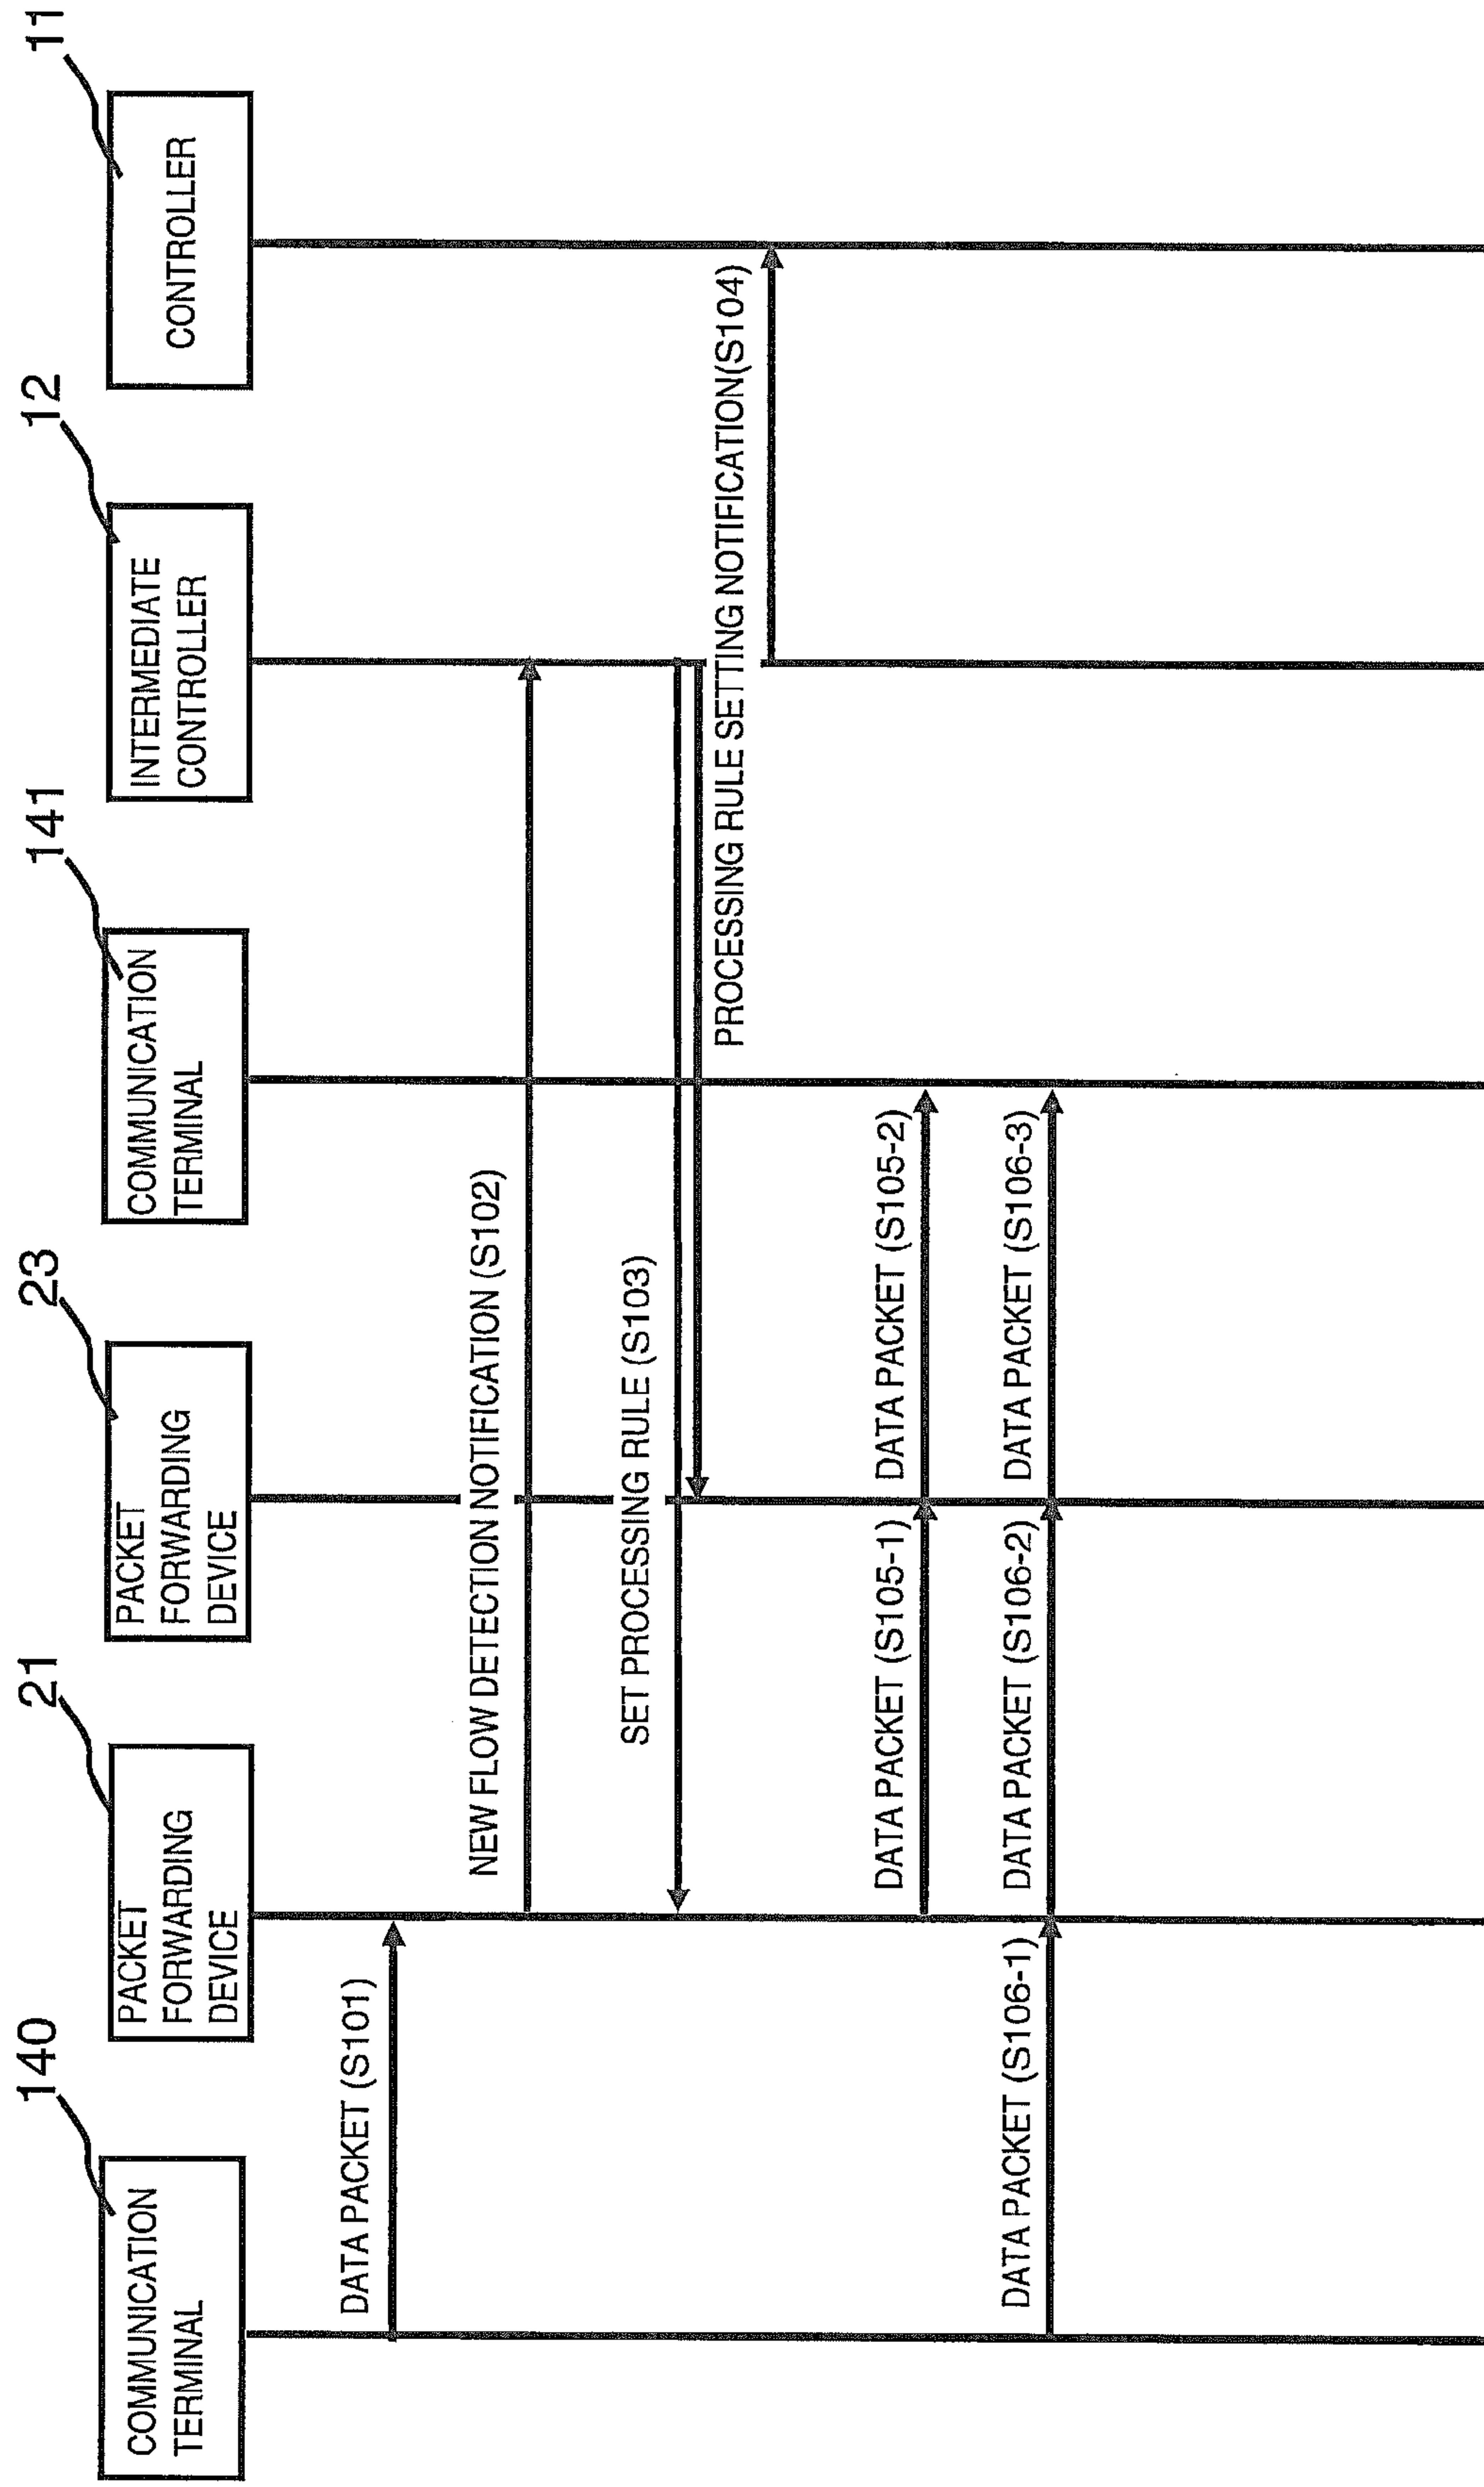 140
COMMUNICATION
TERMINAL
21
PACKET
FORWARDING
DEVICE
23
PACKET
FORWARDING
DEVICE
141
COMMUNICATION
TERMINAL
12
INTERMEDIATE
CONTROLLER
11
CONTROLLER
DATA PACKET (S101)
NEW FLOW DETECTION NOTIFICATION (S102)
SET PROCESSING RULE (S103)
PROCESSING RULE SETTING NOTIFICATION(S104)
DATA PACKET (S105-1)
DATA PACKET (S105-2)
DATA PACKET (S106-1)
DATA PACKET (S106-2)
DATA PACKET (S106-3)